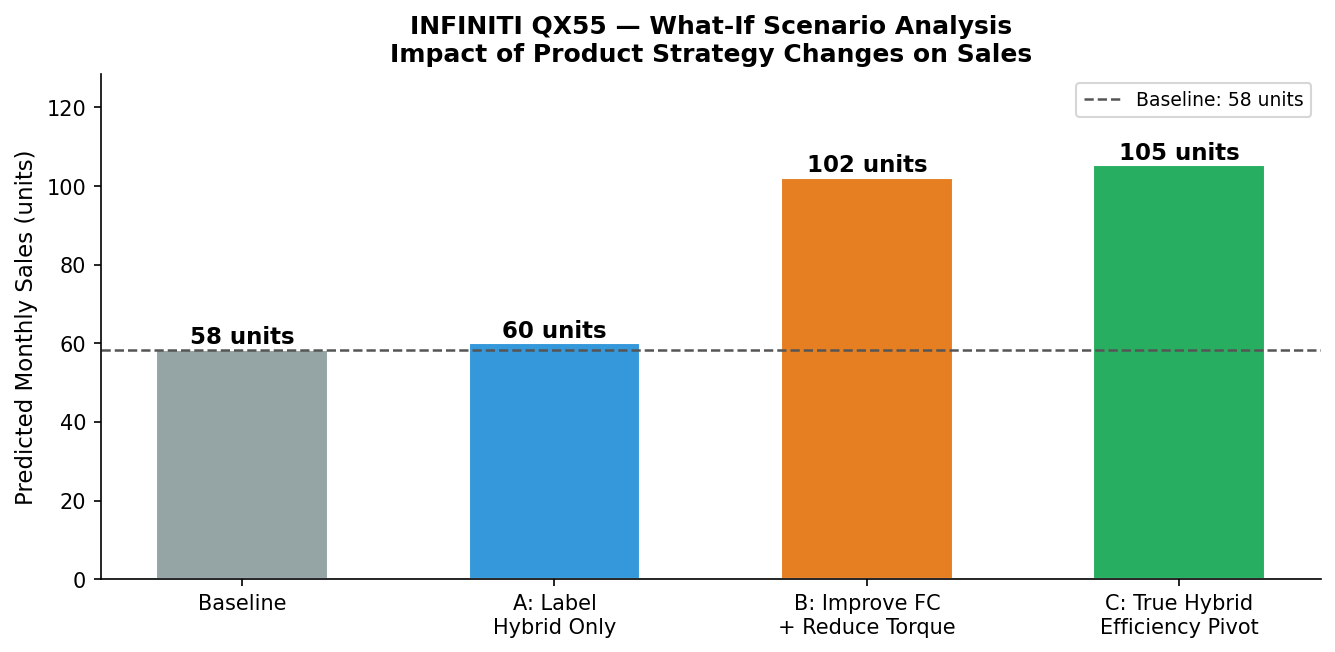 INFINITI QX55 — What-If Scenario Analysis
Impact of Product Strategy Changes on Sales
Baseline: 58 units
Predicted Monthly Sales (units)
120
100
80
60
40
20
0
58 units
60 units
102 units
105 units
Baseline
A: Label
Hybrid Only
B: Improve FC
+ Reduce Torque
C: True Hybrid
Efficiency Pivot